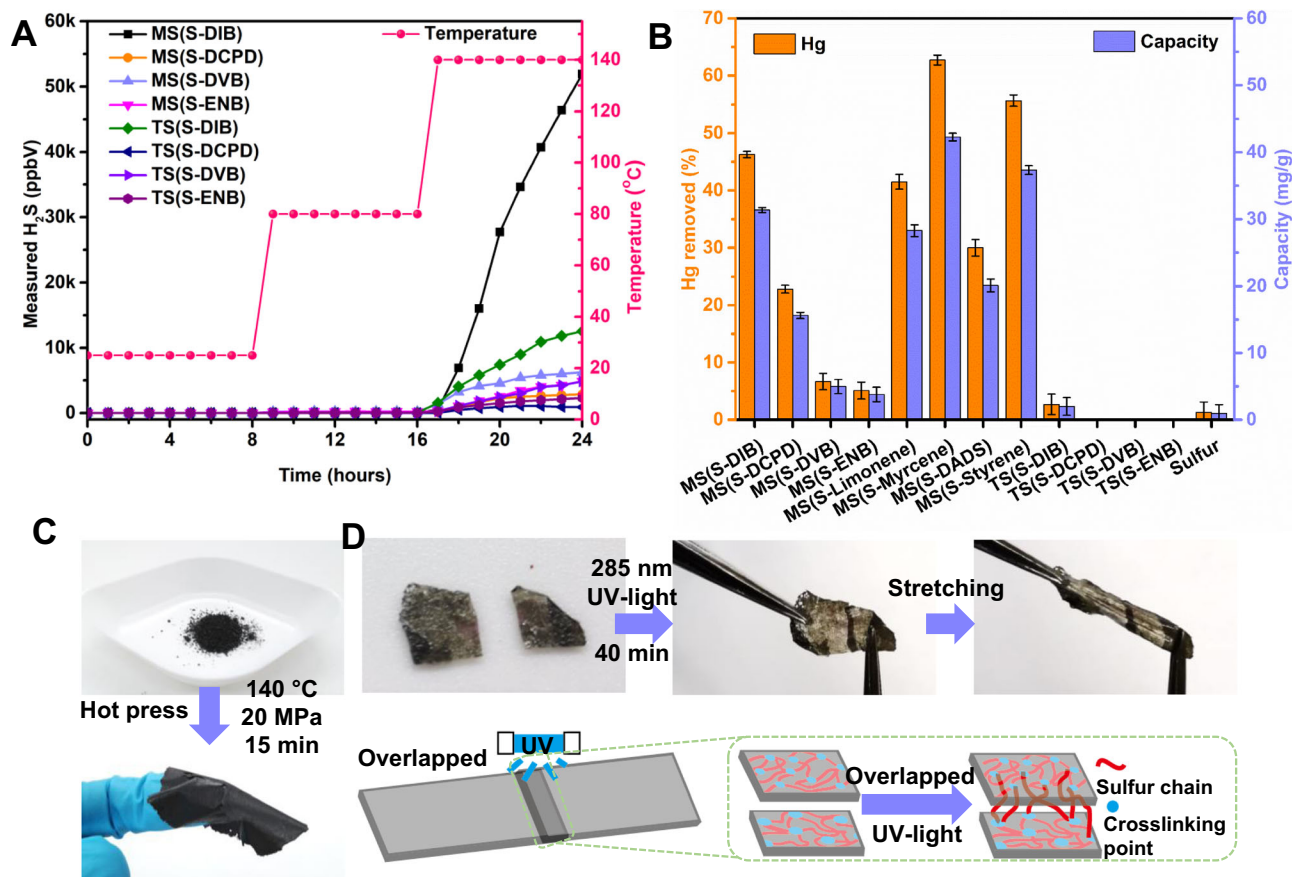 A
Measured H2S (ppbV)
60k
50k
40k
30k
20k
10k
0
MS(S-DIB)
MS(S-DCPD)
MS(S-DVB)
MS(S-ENB)
TS(S-DIB)
TS(S-DCPD)
TS(S-DVB)
TS(S-ENB)
Temperature
140
120
100
80
60
40
20
0
Temperature (°C)
0 4 8 12 16 20 24
Time (hours)
B
Hg removed (%)
70
60
50
40
30
20
10
0
Hg
Capacity
60
50
40
30
20
10
0
Capacity (mg/g)
MS(S-DIB)
MS(S-DCPD)
MS(S-DVB)
MS(S-ENB)
MS(S-Limonene)
MS(S-Myrcene)
MS(S-DADS)
MS(S-Styrene)
TS(S-DIB)
TS(S-DCPD)
TS(S-DVB)
TS(S-ENB)
Sulfur
C
Hot press
140 °C
20 MPa
15 min
D
285 nm
UV-light
40 min
Stretching
Overlapped
UV
Overlapped
UV-light
Sulfur chain
Crosslinking
point